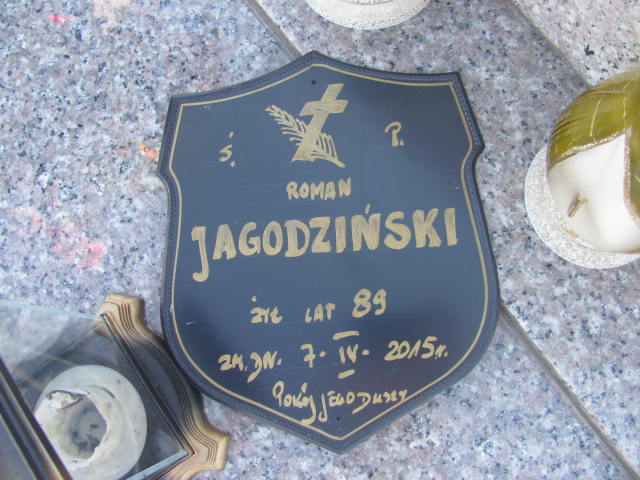 Ś. P.
ROMAN
JAGODZIŃSKI
ŻYŁ LAT 89
ZM. DN. 7-IV-2015 r.
Pokój JEGO DUSZY